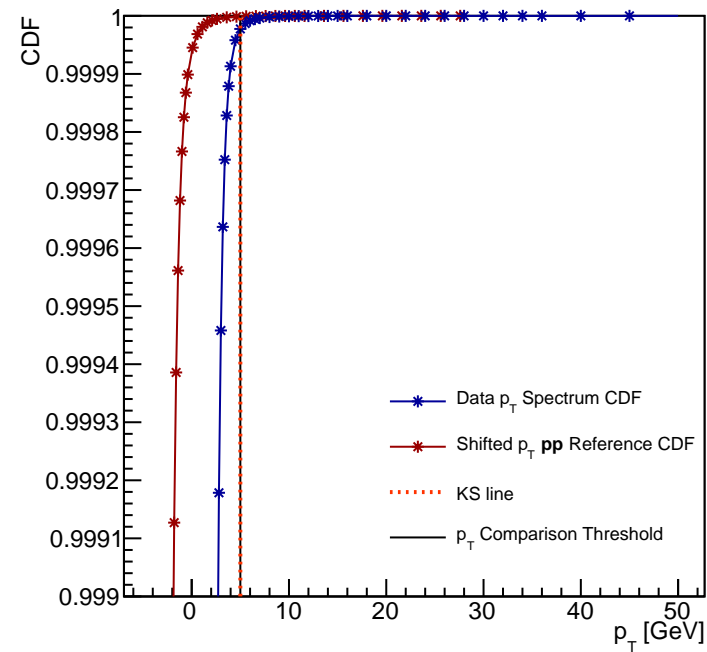 CDF
1
0.9999
0.9998
0.9997
0.9996
0.9995
0.9994
0.9993
0.9992
0.9991
0.999
Data p_T Spectrum CDF
Shifted p_T pp Reference CDF
KS line
p_T Comparison Threshold
0 10 20 30 40 50
p_T [GeV]